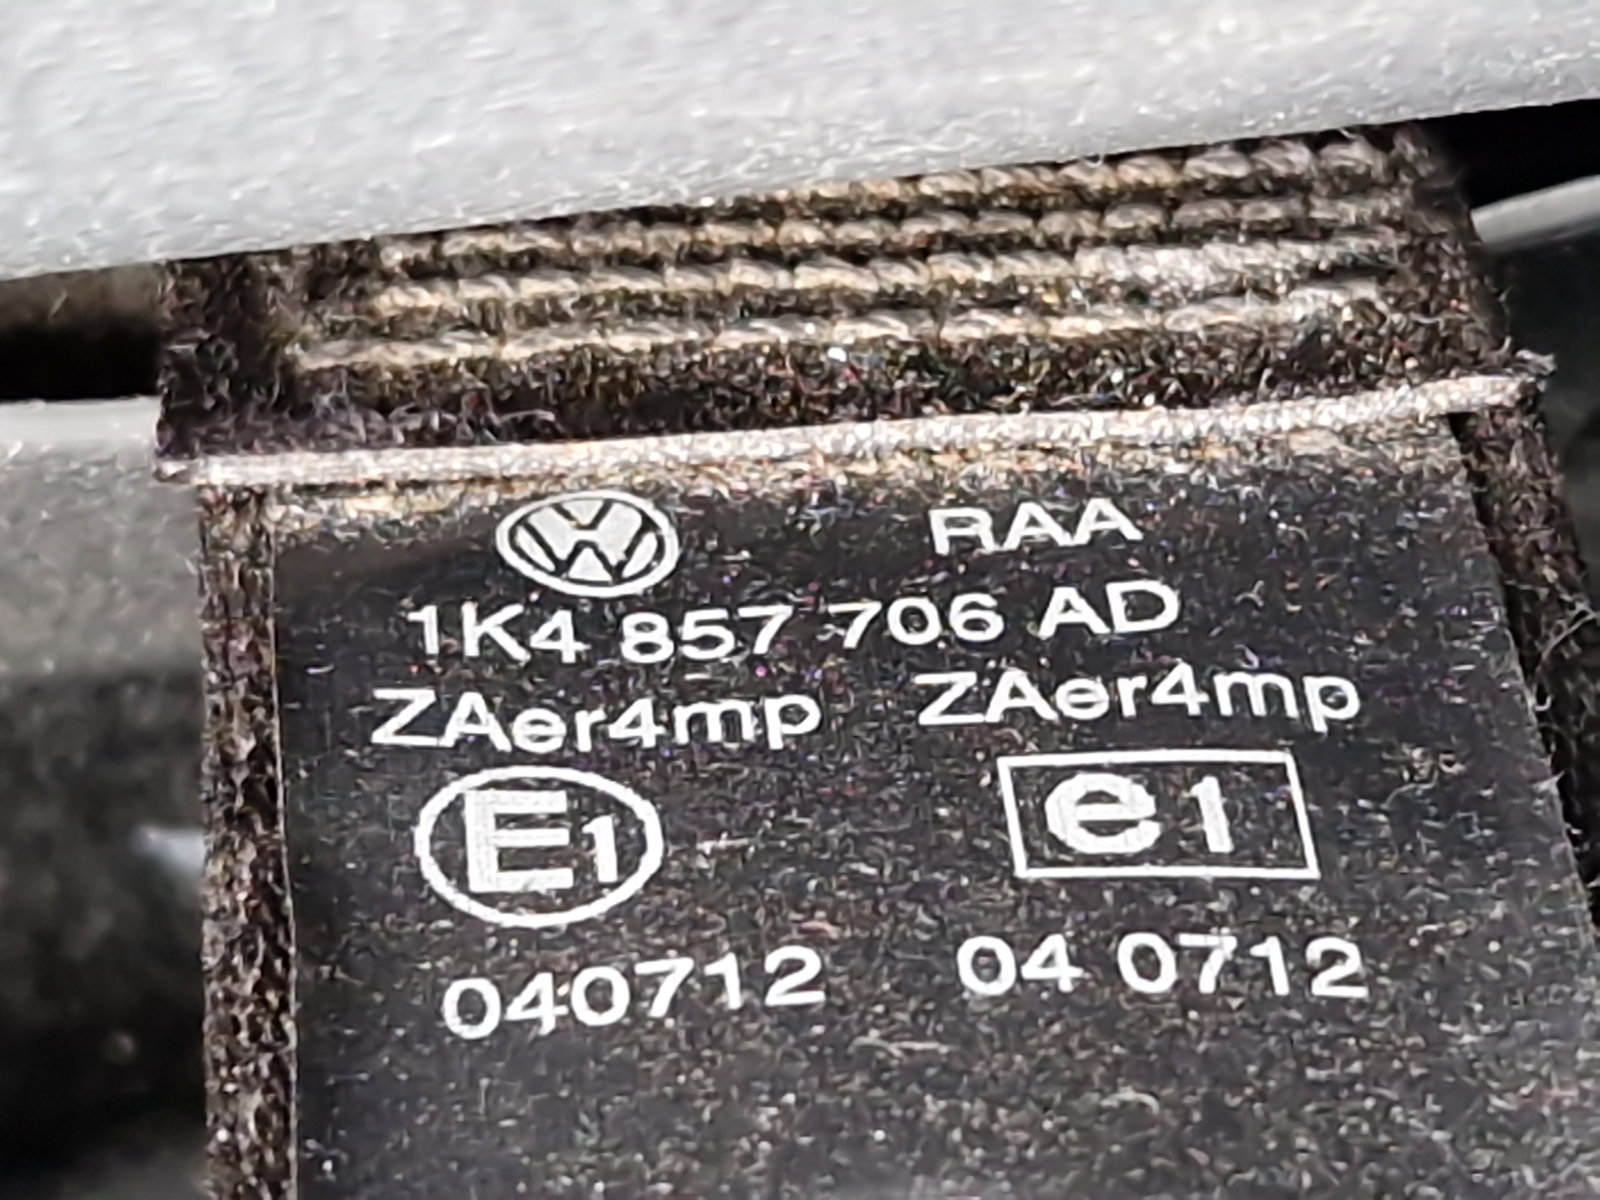 RAA
1K4 857 706 AD
ZAer4mp ZAer4mp
E1 e1
040712 04 0712